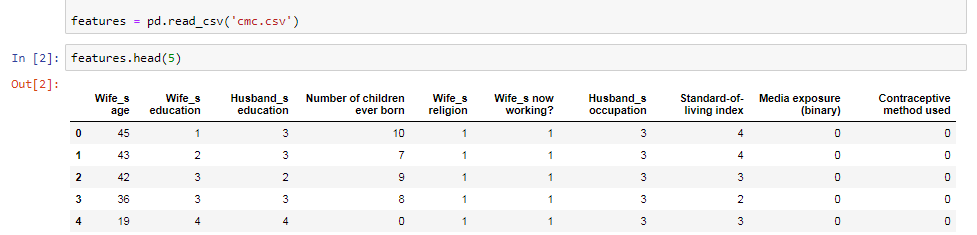 features = pd.read_csv('cmc.csv')
In [2]: features.head(5)
Out[2]:
Wife_s age Wife_s education Husband_s education Number of children ever born Wife_s religion Wife_s now working? Husband_s occupation Standard-of-living index Media exposure (binary) Contraceptive method used
0 45 1 3 10 1 1 3 4 0 0
1 43 2 3 7 1 1 3 4 0 0
2 42 3 2 9 1 1 3 3 0 0
3 36 3 3 8 1 1 3 2 0 0
4 19 4 4 0 1 1 3 3 0 0